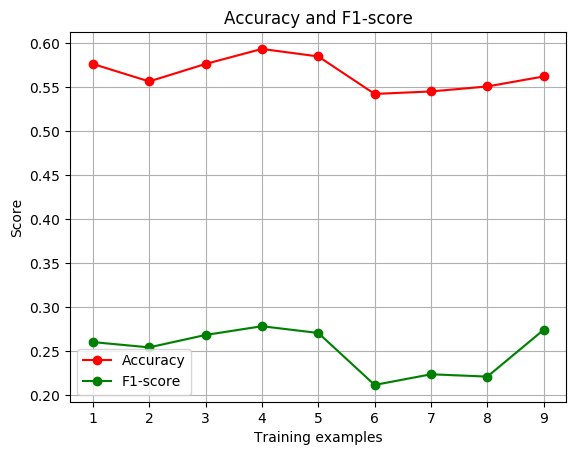 Accuracy and F1-score
Score
0.60
0.55
0.50
0.45
0.40
0.35
0.30
0.25
0.20
Accuracy
F1-score
1 2 3 4 5 6 7 8 9
Training examples